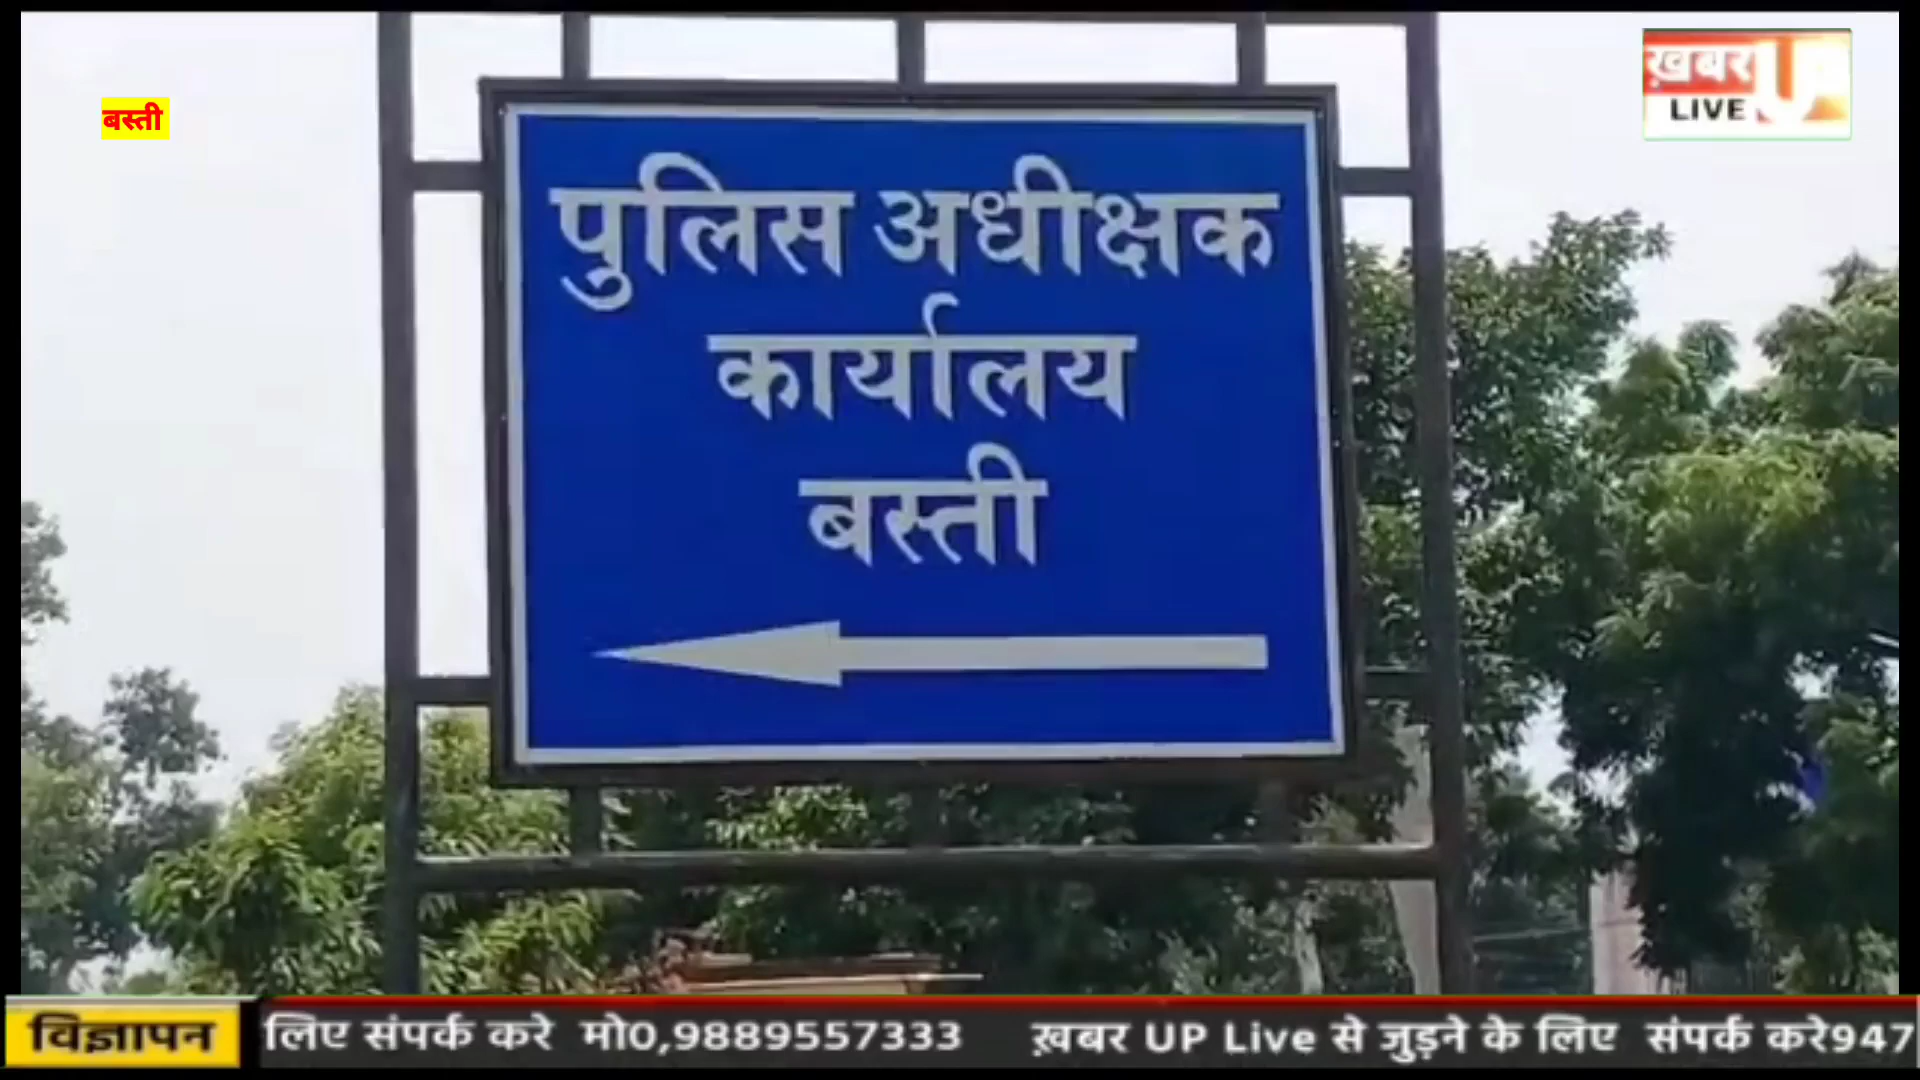 बस्ती
ख़बर
LIVE U
पुलिस अधीक्षक
कार्यालय
बस्ती
विज्ञापन
लिए संपर्क करे मो0,9889557333 ख़बर UP Live से जुड़ने के लिए संपर्क करे947